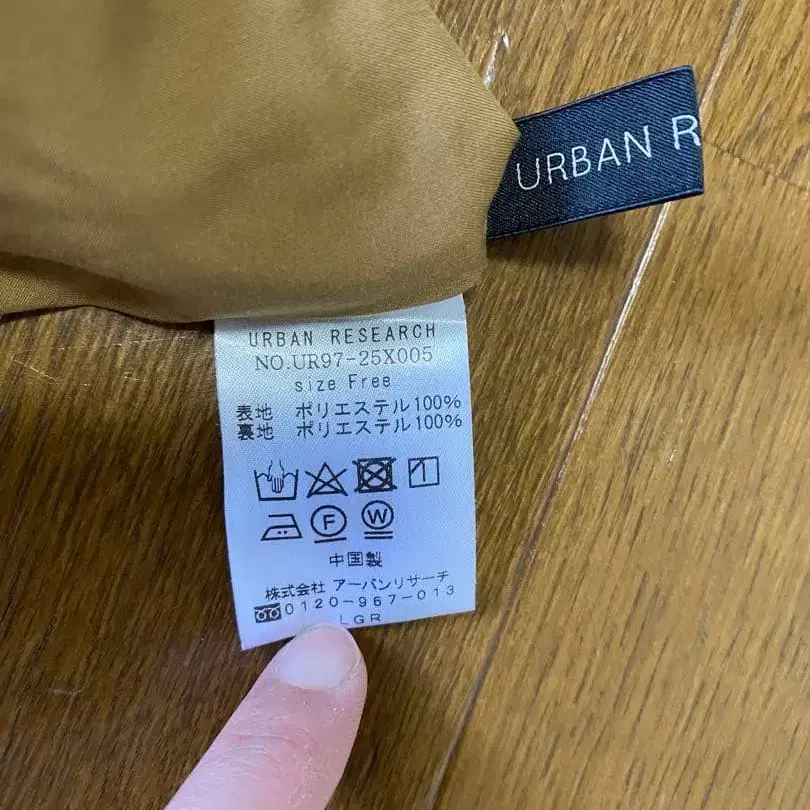 URBAN R
URBAN RESEARCH
NO.UR97-25X005
size Free
表地 ポリエステル100%
裏地 ポリエステル100%
F W
中国製
株式会社 アーバンリサーチ
0120-967-013
LGR